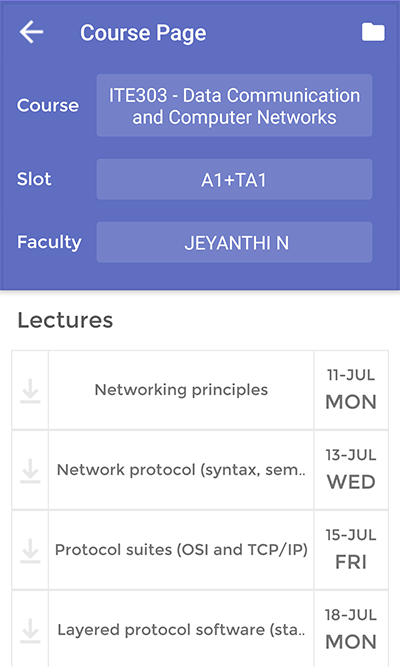 Course Page
Course
ITE303 - Data Communication
and Computer Networks
Slot
A1+TA1
Faculty
JEYANTHI N
Lectures
Networking principles
11-JUL
MON
Network protocol (syntax, sem..
13-JUL
WED
Protocol suites (OSI and TCP/IP)
15-JUL
FRI
Layered protocol software (sta..
18-JUL
MON